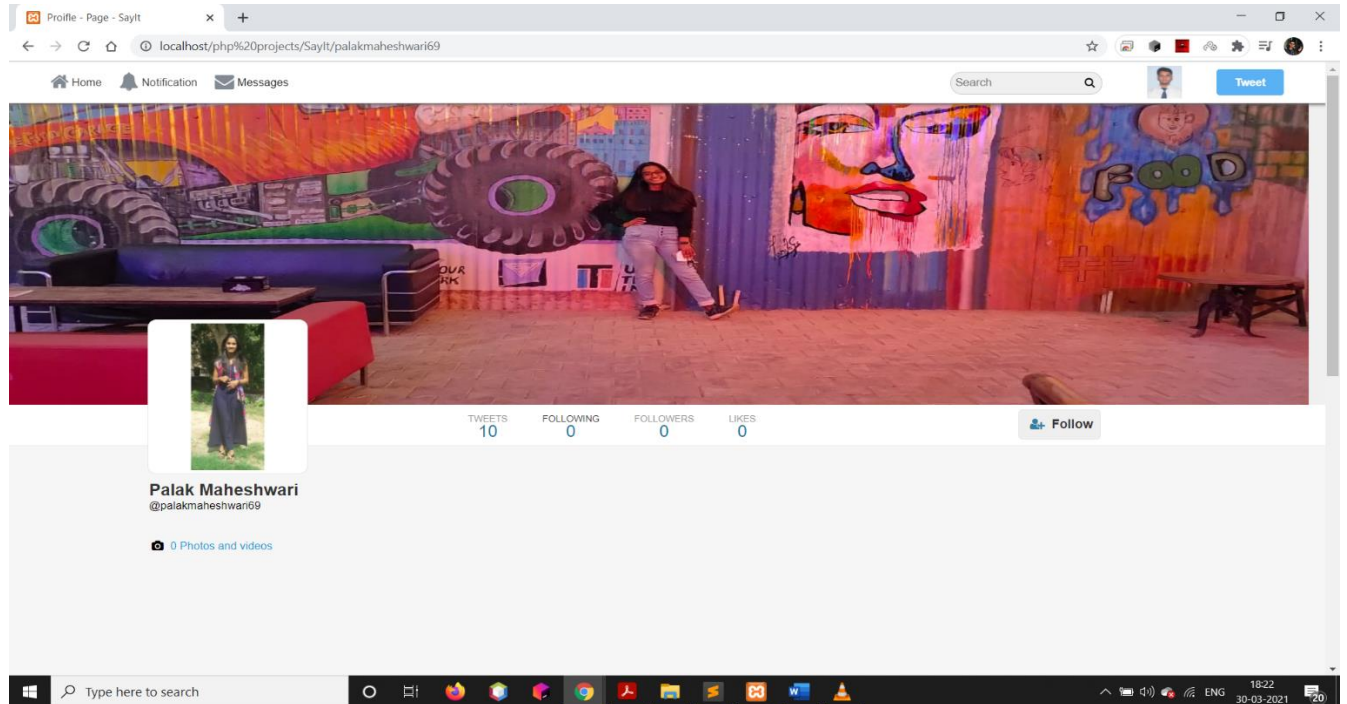 Proifle - Page - SayIt
localhost/php%20projects/SayIt/palakmaheshwari69
Home Notification Messages Search Tweet
FOOD
TWEETS FOLLOWING FOLLOWERS LIKES
10 0 0 0
Follow
Palak Maheshwari
@palakmaheshwari69
0 Photos and videos
Type here to search
ENG
18:22
30-03-2021
20